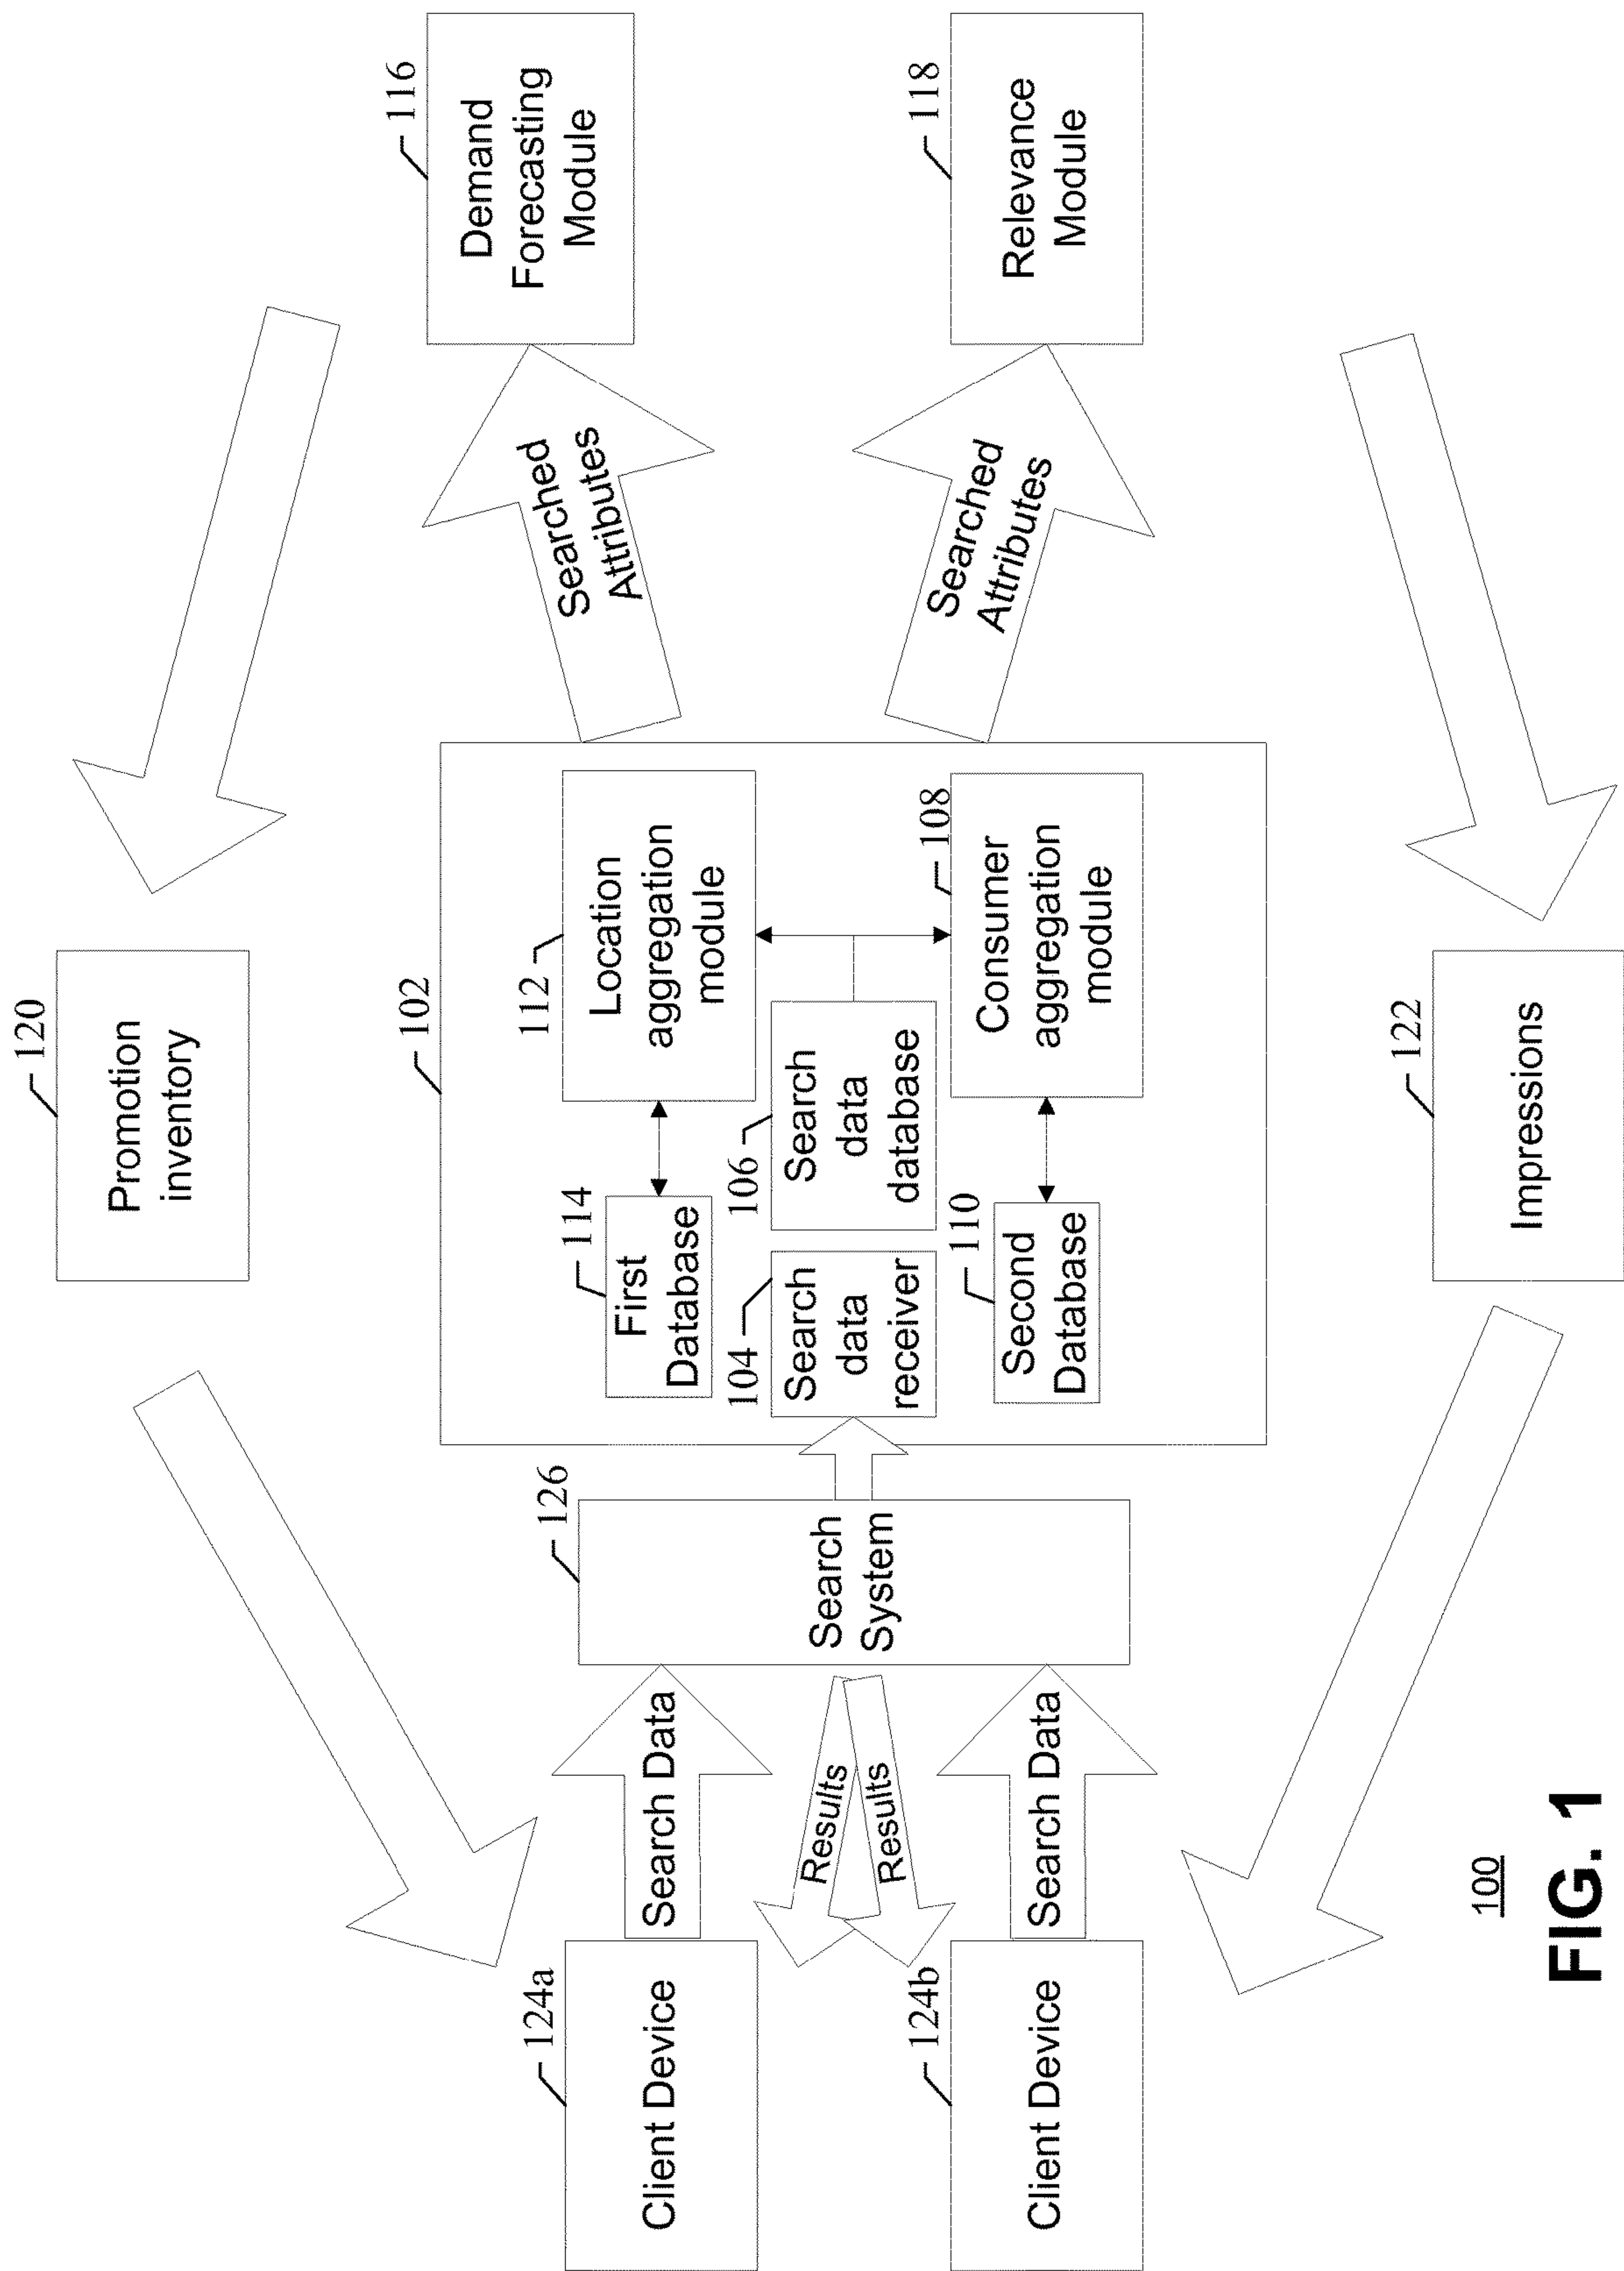 120
Promotion
inventory
116
Demand
Forecasting
Module
102
Searched
Attributes
124a
Client Device
Search Data
126
Search
System
Results
Results
114
First
Database
112
Location
aggregation
module
104
Search
data
receiver
106
Search
data
database
110
Second
Database
108
Consumer
aggregation
module
124b
Client Device
Search Data
Searched
Attributes
118
Relevance
Module
122
Impressions
100
FIG. 1